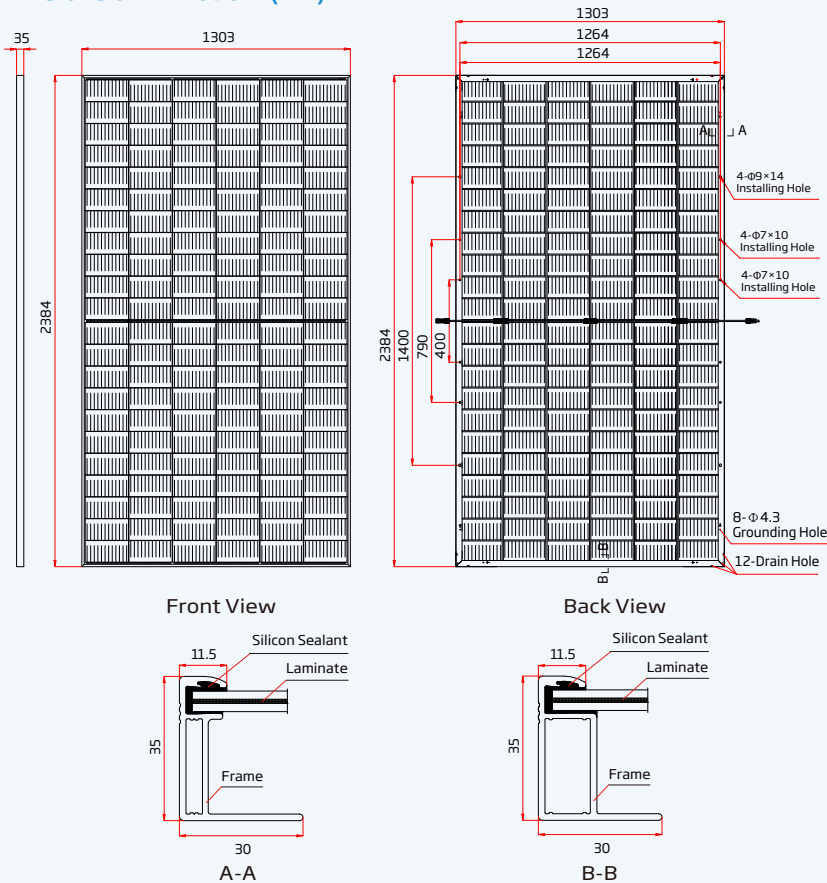 35
1303
2384
Front View
1303
1264
1264
A
A
4-Φ9×14
Installing Hole
4-Φ7×10
Installing Hole
4-Φ7×10
Installing Hole
2384
1400
790
400
8-Φ4.3
Grounding Hole
12-Drain Hole
B
B
Back View
11.5
Silicon Sealant
Laminate
35
Frame
30
A-A
11.5
Silicon Sealant
Laminate
35
Frame
30
B-B